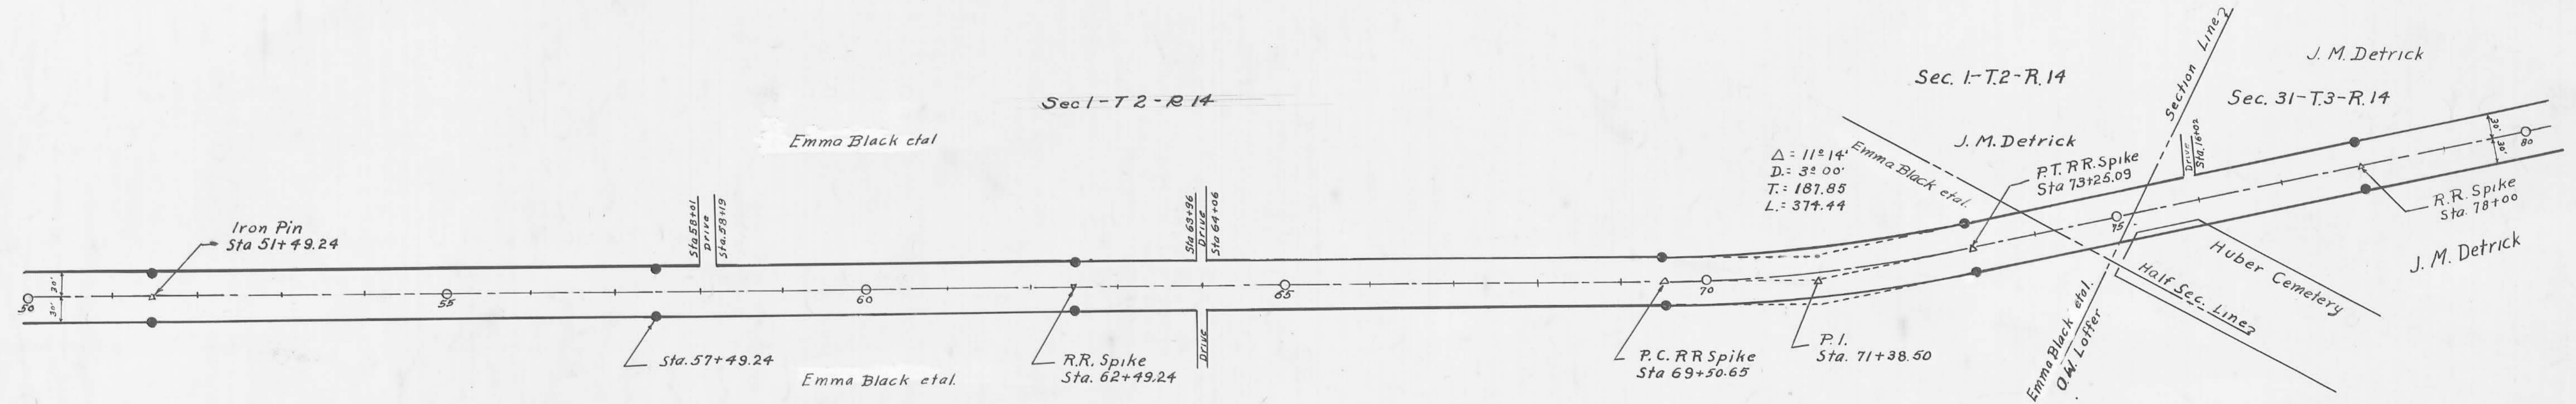 Sec 1 - T 2 - R 14
Emma Black etal
Iron Pin
Sta 51+49.24
Sta 58+01
Drive
Sta. 58+19
Sta 63+96
Drive
Sta 64+06
30'
30'
50
55
60
65
70
75
80
Sta. 57+49.24
Emma Black etal.
R.R. Spike
Sta. 62+49.24
Drive
P.C. RR Spike
Sta 69+50.65
P.I.
Sta. 71+38.50
Δ = 11° 14'
D. = 3° 00'
T. = 187.85
L. = 374.44
Emma Black etal.
Sec. 1-T.2-R.14
J. M. Detrick
P.T. RR. Spike
Sta 73+25.09
Section Line?
J. M. Detrick
Sec. 31-T.3-R.14
Drive
Sta. 16+02
30'
30'
R.R. Spike
Sta. 78+00
J. M. Detrick
Huber Cemetery
Half Sec. Line?
Emma Black etal.
O.W. Loffer